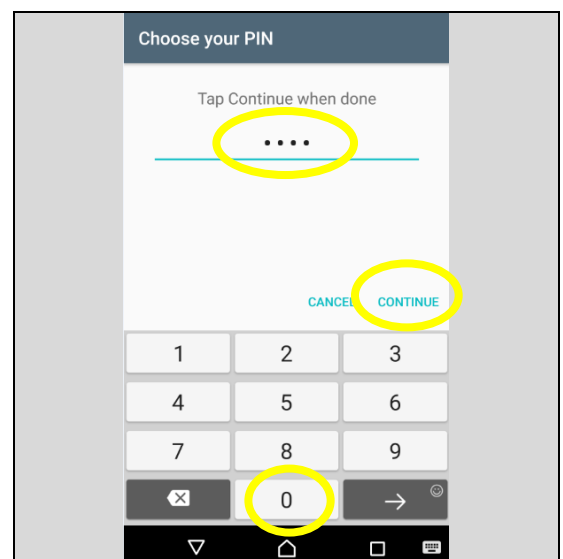 Choose your PIN
Tap Continue when done
••••
CANCEL CONTINUE
1 2 3
4 5 6
7 8 9
0